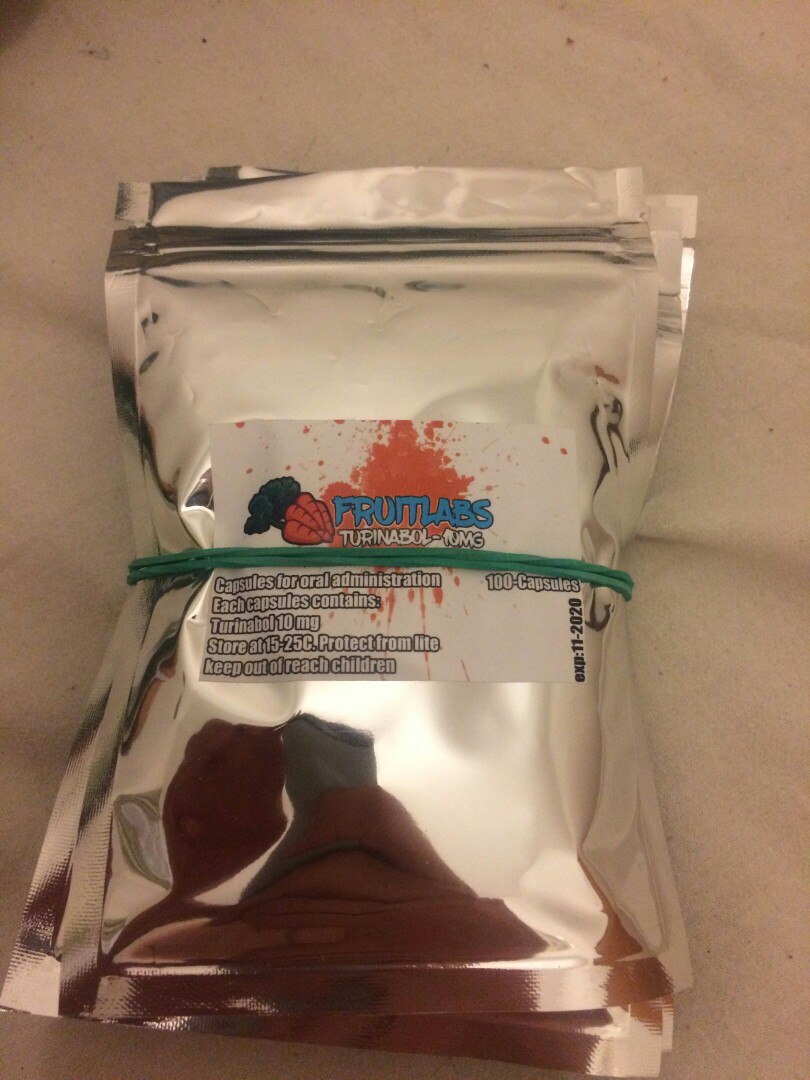 FRUITLABS
TURINABOL-10MG
Capsules for oral administration 100-Capsules
Each capsules contains:
Turinabol 10 mg
Store at 15-25C. Protect from lite
keep out of reach children
exp:11-2020